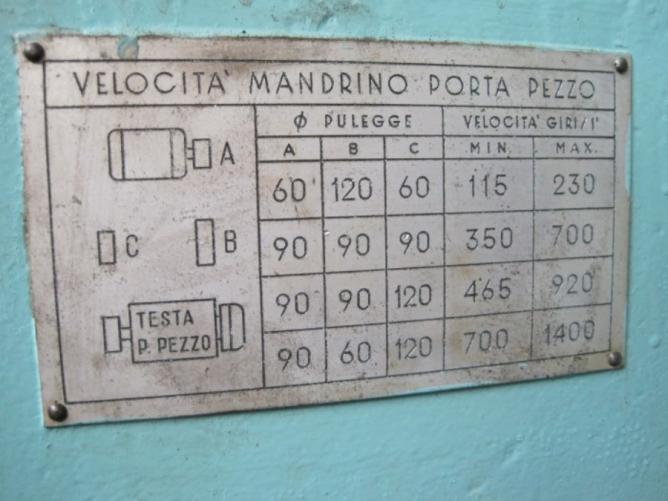 VELOCITA' MANDRINO PORTA PEZZO
Ø PULEGGE VELOCITA' GIRI/1'
A B C MIN. MAX.
A
60 120 60 115 230
C B
90 90 90 350 700
90 90 120 465 920
TESTA
P. PEZZO
90 60 120 700 1400